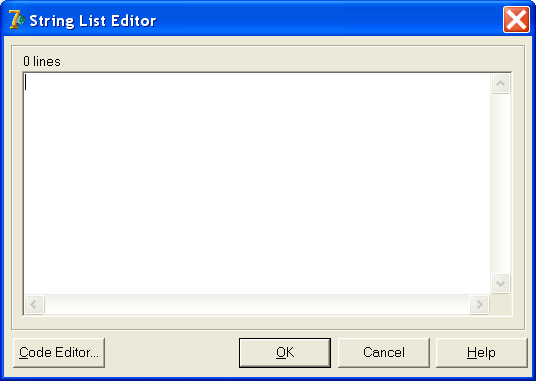 String List Editor
0 lines
Code Editor...
OK
Cancel
Help